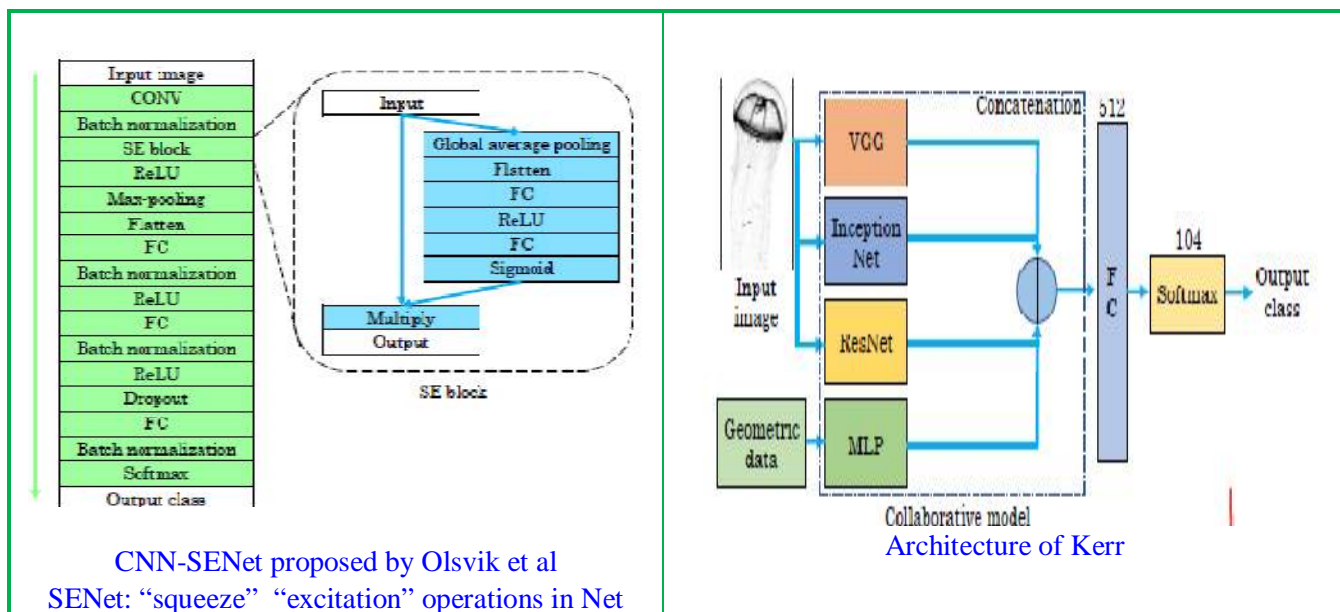 Input image
CONV
Batch normalization
SE block
ReLU
Max-pooling
Flatten
FC
Batch normalization
ReLU
FC
Batch normalization
ReLU
Dropout
FC
Batch normalization
Softmax
Output class
Input
Global average pooling
Flatten
FC
ReLU
FC
Sigmoid
Multiply
Output
SE block
CNN-SENet proposed by Olsvik et al
SENet: “squeeze” “excitation” operations in Net
Concatenation
512
VGG
Inception
Net
Input
image
ResNet
Geometric
data
MLP
F
C
104
Softmax
Output
class
Collaborative model
Architecture of Kerr